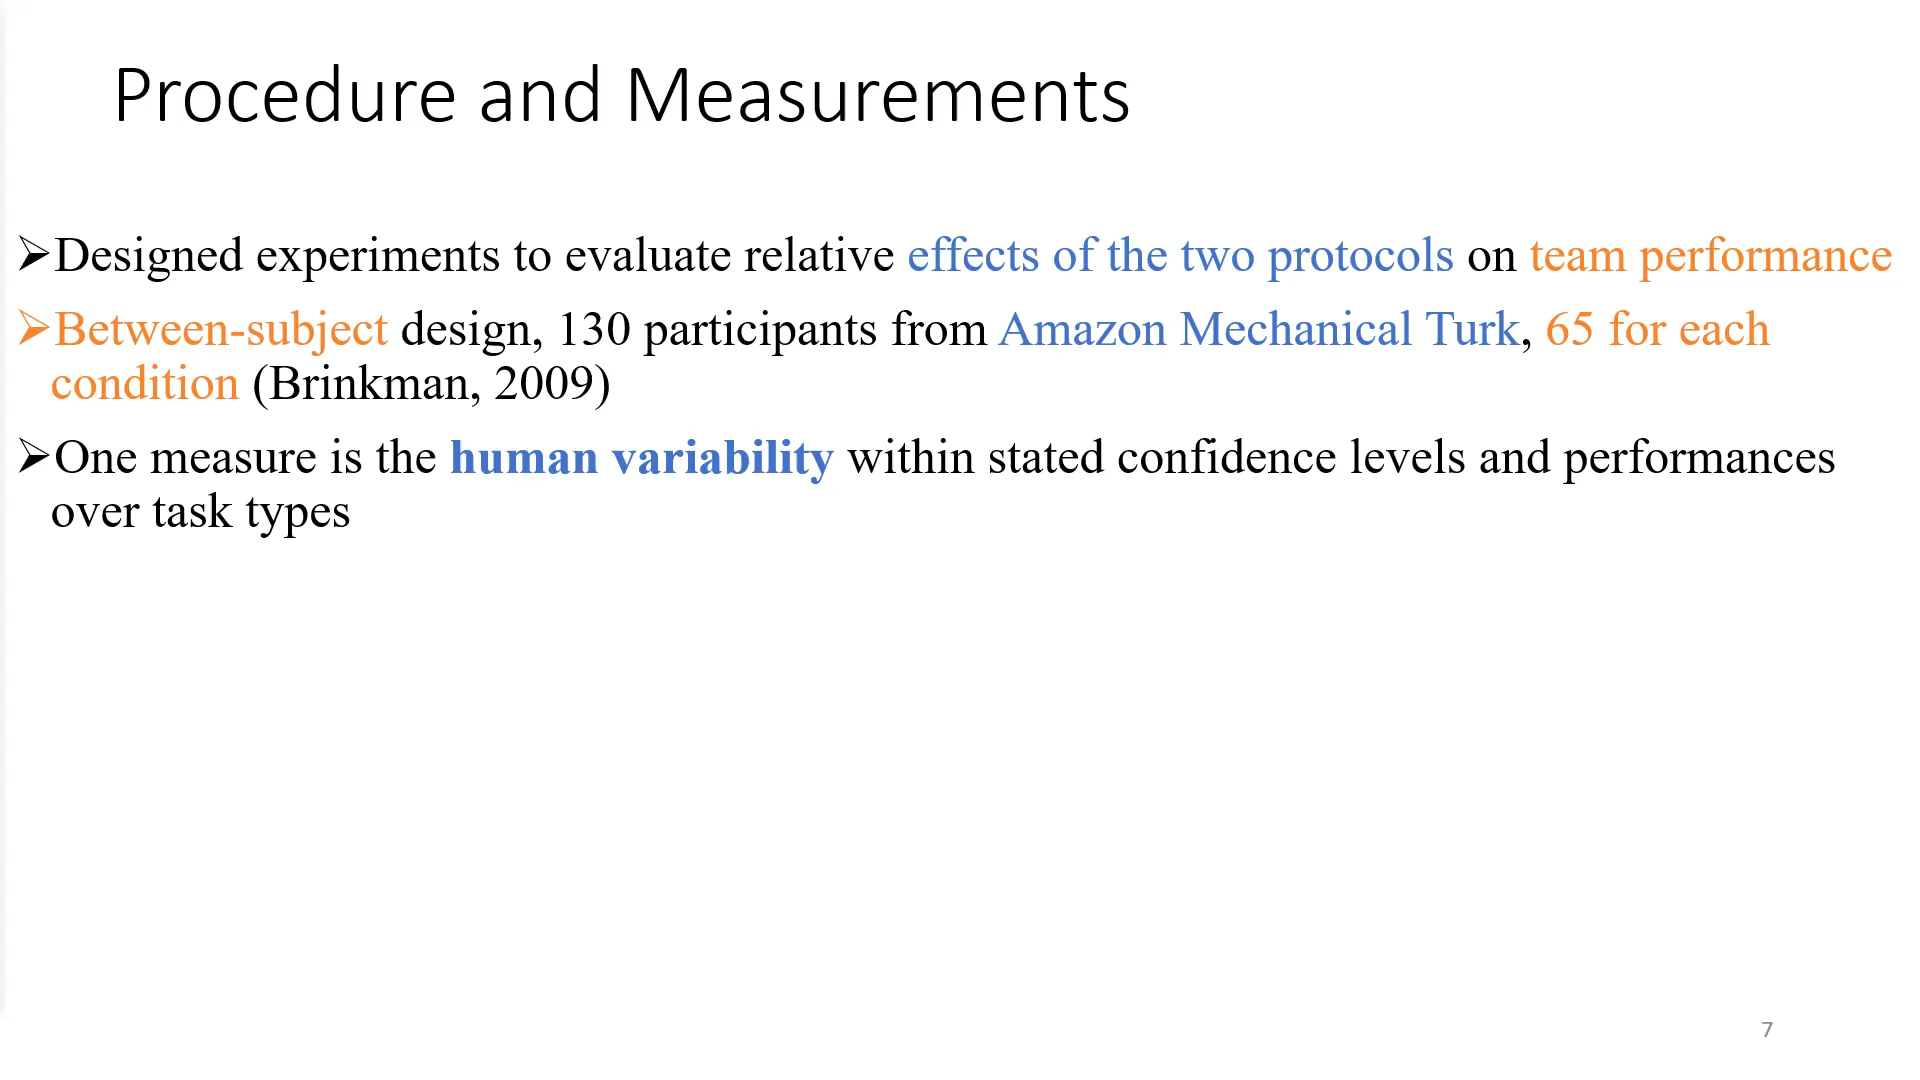 Procedure and Measurements
➢Designed experiments to evaluate relative effects of the two protocols on team performance
➢Between-subject design, 130 participants from Amazon Mechanical Turk, 65 for each
condition (Brinkman, 2009)
➢One measure is the human variability within stated confidence levels and performances
over task types
7